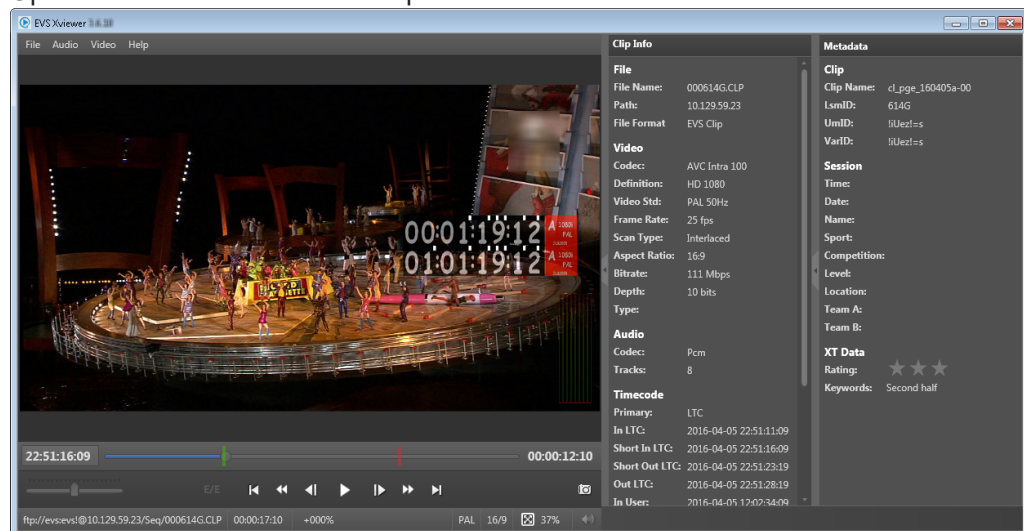 EVS Xviewer
File Audio Video Help
00:01:19:12
A 1080i
PAL
01:01:19:12
A 1080i
PAL
22:51:16:09
00:00:12:10
E/E
ftp://evs:evs!@10.129.59.23/Seq/000614G.CLP 00:00:17:10 +000% PAL 16/9 37%
Clip Info
File
File Name: 000614G.CLP
Path: 10.129.59.23
File Format EVS Clip
Video
Codec: AVC Intra 100
Definition: HD 1080
Video Std: PAL 50Hz
Frame Rate: 25 fps
Scan Type: Interlaced
Aspect Ratio: 16:9
Bitrate: 111 Mbps
Depth: 10 bits
Type:
Audio
Codec: Pcm
Tracks: 8
Timecode
Primary: LTC
In LTC: 2016-04-05 22:51:11:09
Short In LTC: 2016-04-05 22:51:16:09
Short Out LTC: 2016-04-05 22:51:23:19
Out LTC: 2016-04-05 22:51:28:19
In User: 2016-04-05 12:02:34:09
Metadata
Clip
Clip Name: cl_pge_160405a-00
LsmID: 614G
UmID: !iUez!=s
VarID: !iUez!=s
Session
Time:
Date:
Name:
Sport:
Competition:
Level:
Location:
Team A:
Team B:
XT Data
Rating:
Keywords: Second half